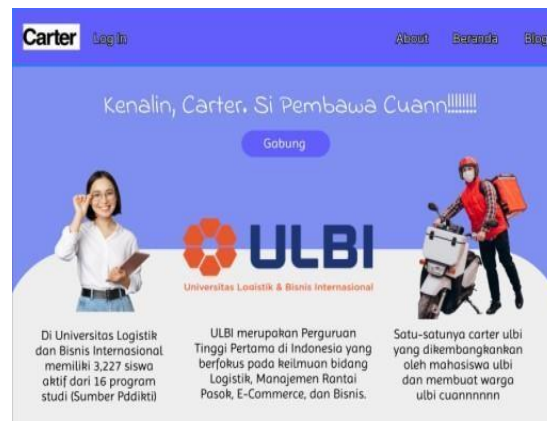 Carter Log In About Beranda Blog
Kenalin, Carter. Si Pembawa Cuann!!!!!!!!
Gabung
ULBI
Universitas Logistik & Bisnis Internasional
Di Universitas Logistik
dan Bisnis Internasional
memiliki 3,227 siswa
aktif dari 16 program
studi (Sumber Pddikti)
ULBI merupakan Perguruan
Tinggi Pertama di Indonesia yang
berfokus pada keilmuan bidang
Logistik, Manajemen Rantai
Pasok, E-Commerce, dan Bisnis.
Satu-satunya carter ulbi
yang dikembangkankan
oleh mahasiswa ulbi
dan membuat warga
ulbi cuannnnnn